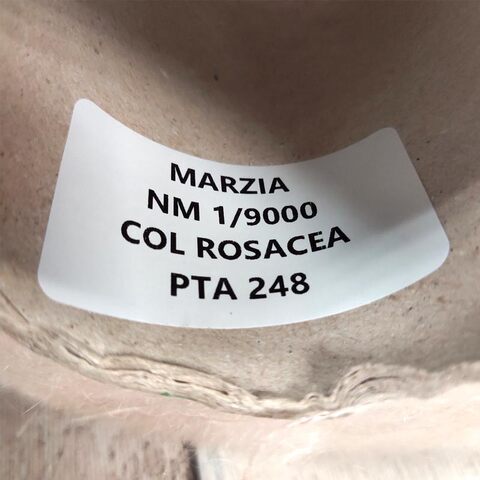 MARZIA
NM 1/9000
COL ROSACEA
PTA 248